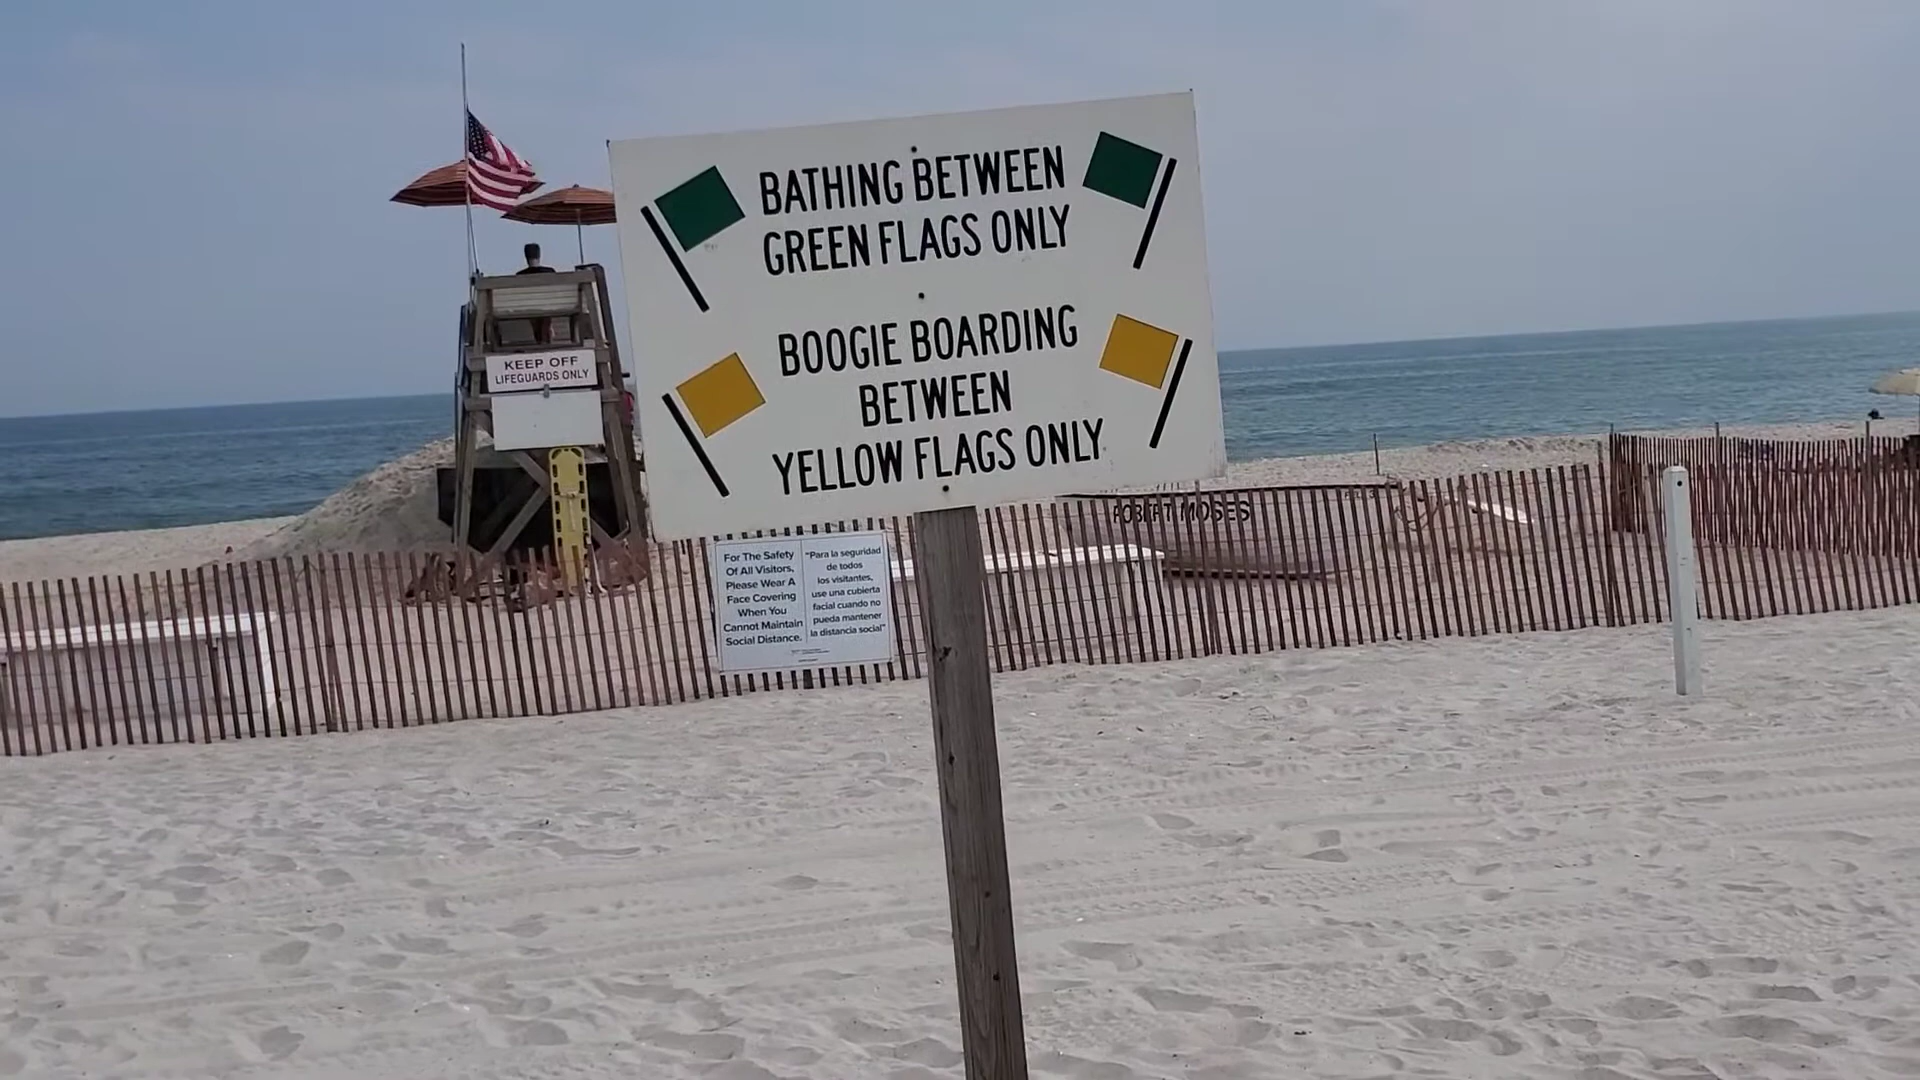 BATHING BETWEEN
GREEN FLAGS ONLY
BOOGIE BOARDING
BETWEEN
YELLOW FLAGS ONLY
KEEP OFF
LIFEGUARDS ONLY
ROBERT MOSES
For The Safety
Of All Visitors,
Please Wear A
Face Covering
When You
Cannot Maintain
Social Distance.
"Para la seguridad
de todos
los visitantes,
use una cubierta
facial cuando no
pueda mantener
la distancia social"